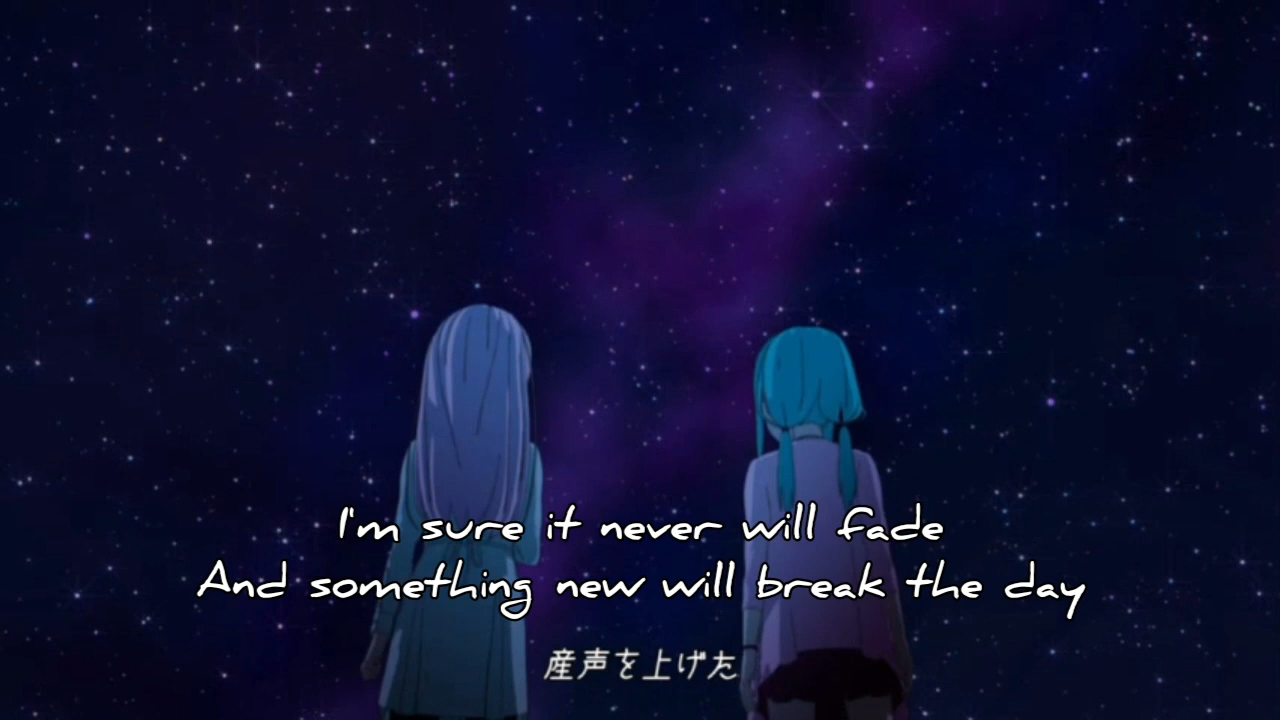 I'm sure it never will fade
And something new will break the day
産声を上げた